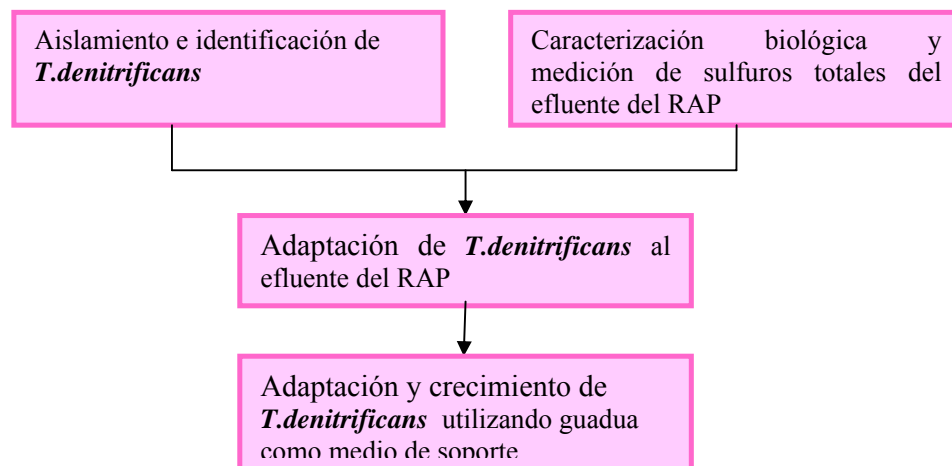 Aislamiento e identificación de
T.denitrificans
Caracterización biológica y
medición de sulfuros totales del
efluente del RAP
Adaptación de T.denitrificans al
efluente del RAP
Adaptación y crecimiento de
T.denitrificans utilizando guadua
como medio de soporte